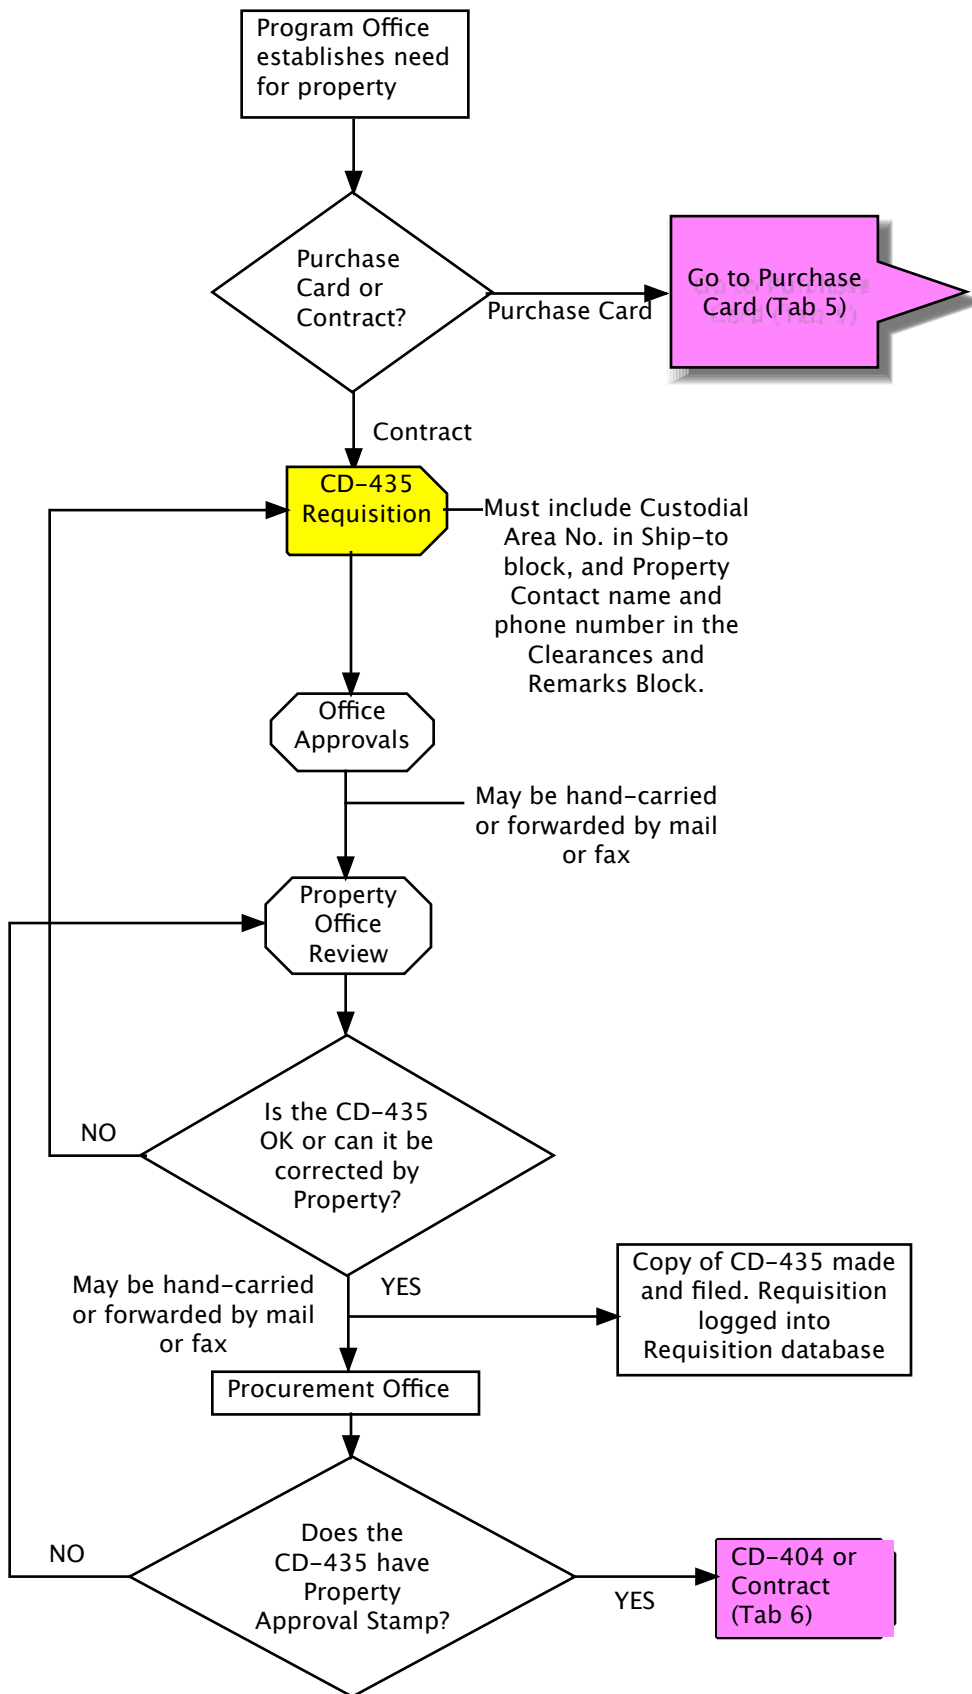 Program Office
establishes need
for property
Purchase
Card or
Contract?
Purchase Card
Go to Purchase
Card (Tab 5)
Contract
CD-435
Requisition
Must include Custodial
Area No. in Ship-to
block, and Property
Contact name and
phone number in the
Clearances and
Remarks Block.
Office
Approvals
May be hand-carried
or forwarded by mail
or fax
Property
Office
Review
Is the CD-435
OK or can it be
corrected by
Property?
NO
YES
May be hand-carried
or forwarded by mail
or fax
Copy of CD-435 made
and filed. Requisition
logged into
Requisition database
Procurement Office
Does the
CD-435 have
Property
Approval Stamp?
NO
YES
CD-404 or
Contract
(Tab 6)